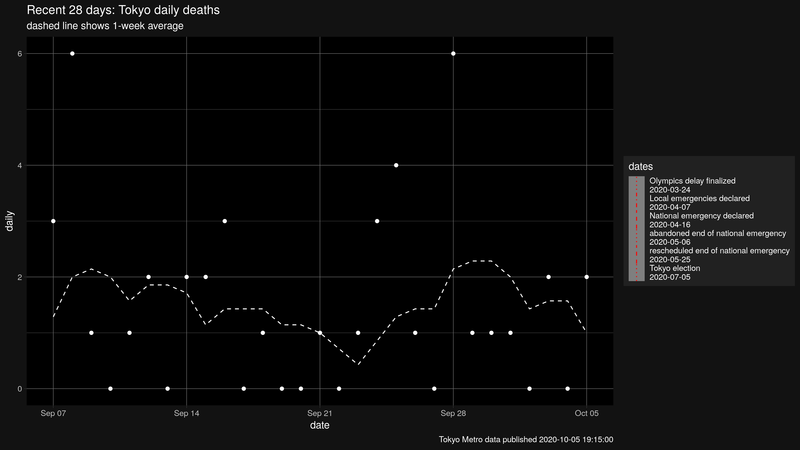 Recent 28 days: Tokyo daily deaths
dashed line shows 1-week average
6
4
2
0
daily
Sep 07
Sep 14
Sep 21
Sep 28
Oct 05
date
dates
Olympics delay finalized
2020-03-24
Local emergencies declared
2020-04-07
National emergency declared
2020-04-16
abandoned end of national emergency
2020-05-06
rescheduled end of national emergency
2020-05-25
Tokyo election
2020-07-05
Tokyo Metro data published 2020-10-05 19:15:00